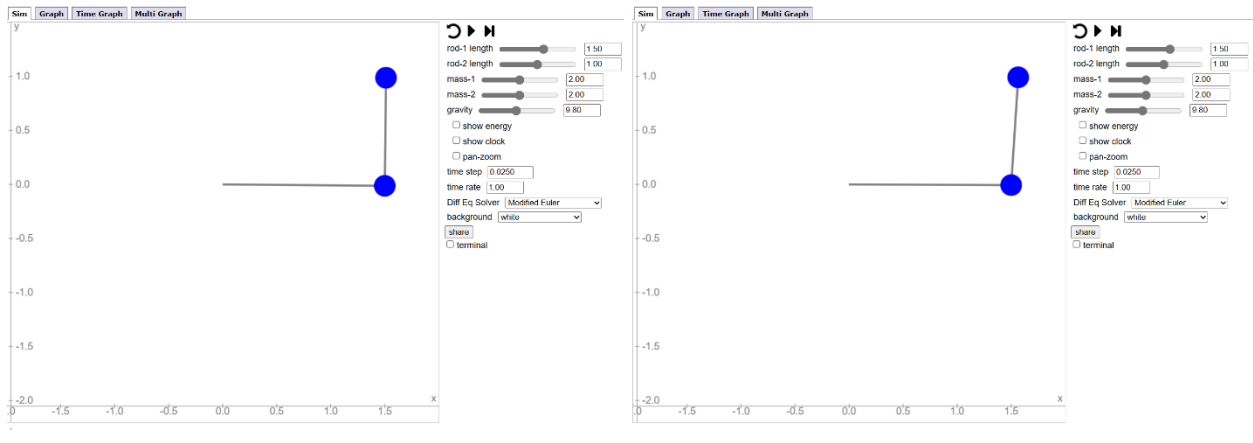 Sim Graph Time Graph Multi Graph
y
1.0
0.5
0.0
-0.5
-1.0
-1.5
-2.0
.0 -1.5 -1.0 -0.5 0.0 0.5 1.0 1.5
x
rod-1 length 1.50
rod-2 length 1.00
mass-1 2.00
mass-2 2.00
gravity 9.80
show energy
show clock
pan-zoom
time step 0.0250
time rate 1.00
Diff Eq Solver Modified Euler
background white
share
terminal
Sim Graph Time Graph Multi Graph
y
1.0
0.5
0.0
-0.5
-1.0
-1.5
-2.0
.0 -1.5 -1.0 -0.5 0.0 0.5 1.0 1.5
x
rod-1 length 1.50
rod-2 length 1.00
mass-1 2.00
mass-2 2.00
gravity 9.80
show energy
show clock
pan-zoom
time step 0.0250
time rate 1.00
Diff Eq Solver Modified Euler
background white
share
terminal